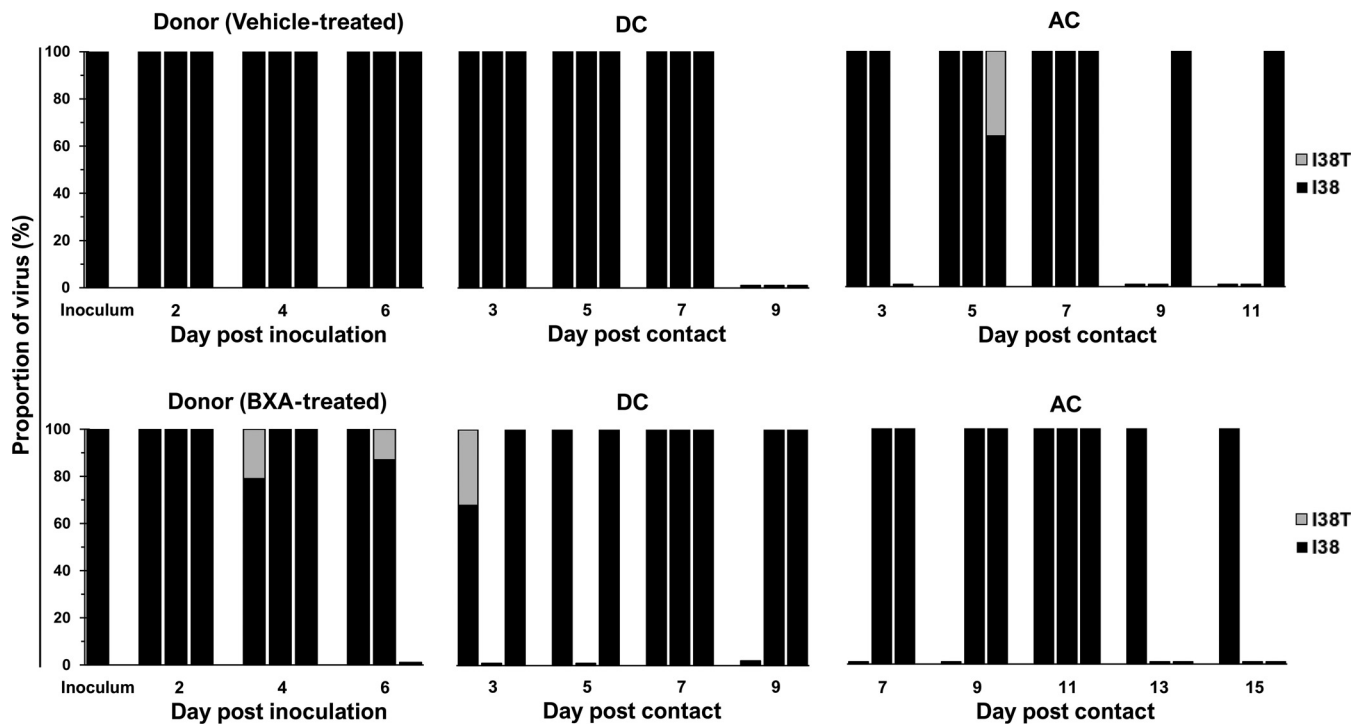 Donor (Vehicle-treated) DC AC
100
80
60
40
20
0
I38T
I38
Inoculum 2 4 6 3 5 7 9 3 5 7 9 11
Day post inoculation Day post contact Day post contact
Proportion of virus (%)
Donor (BXA-treated) DC AC
100
80
60
40
20
0
I38T
I38
Inoculum 2 4 6 3 5 7 9 7 9 11 13 15
Day post inoculation Day post contact Day post contact